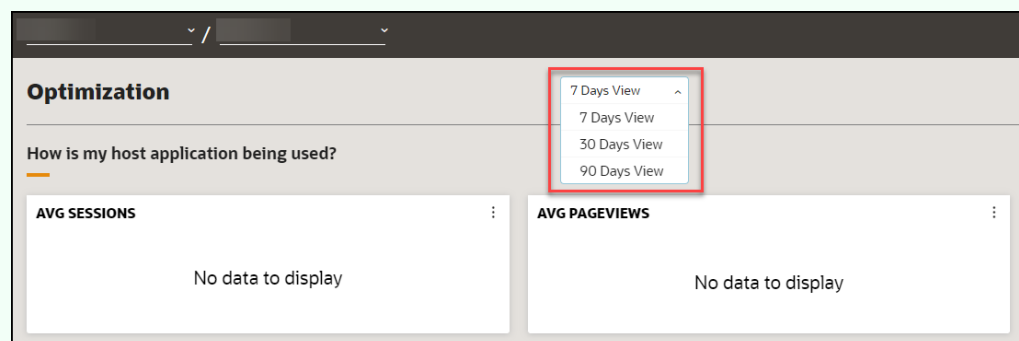 /
Optimization
7 Days View
7 Days View
30 Days View
90 Days View
How is my host application being used?
AVG SESSIONS
No data to display
AVG PAGEVIEWS
No data to display